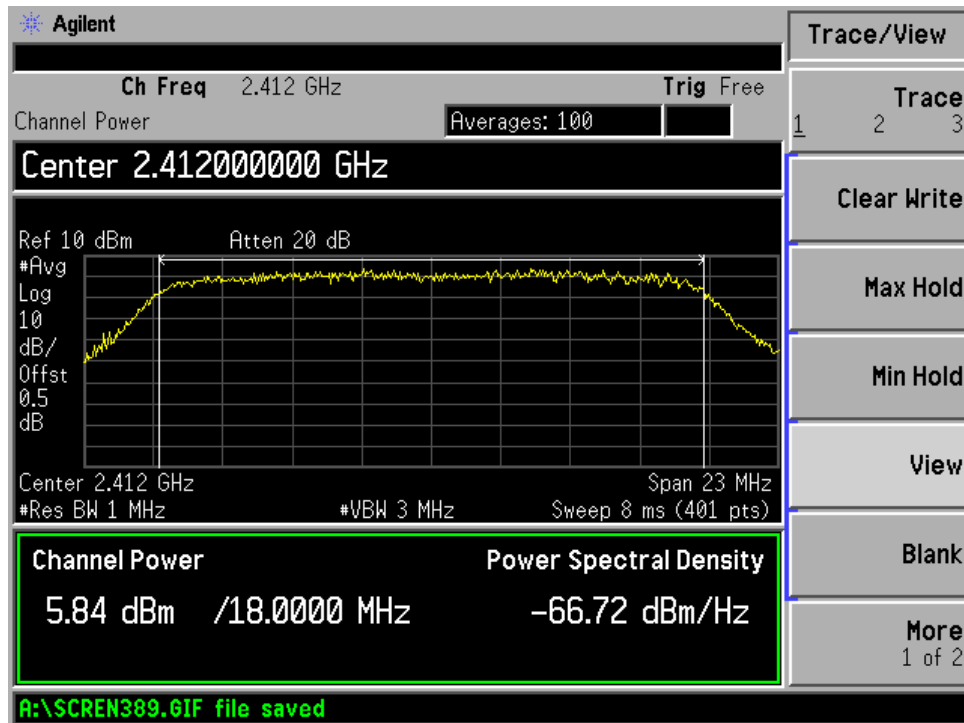 Agilent
Trace/View
Ch Freq 2.412 GHz Trig Free
Channel Power Averages: 100
Center 2.412000000 GHz
Ref 10 dBm Atten 20 dB
#Avg
Log
10
dB/
Offst
0.5
dB
Center 2.412 GHz Span 23 MHz
#Res BW 1 MHz #VBW 3 MHz Sweep 8 ms (401 pts)
Channel Power Power Spectral Density
5.84 dBm /18.0000 MHz -66.72 dBm/Hz
A:\SCREN389.GIF file saved
Trace
1 2 3
Clear Write
Max Hold
Min Hold
View
Blank
More
1 of 2